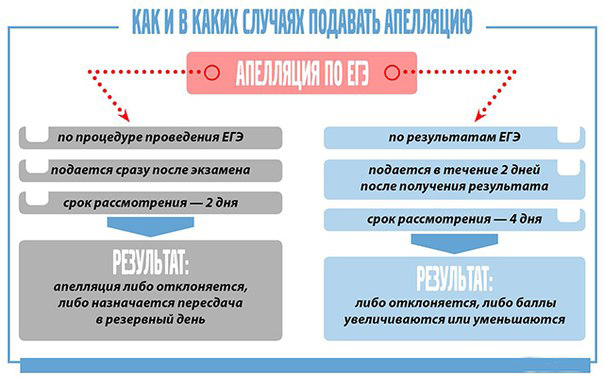 КАК И В КАКИХ СЛУЧАЯХ ПОДАВАТЬ АПЕЛЛЯЦИЮ
АПЕЛЛЯЦИЯ ПО ЕГЭ
по процедуре проведения ЕГЭ
подается сразу после экзамена
срок рассмотрения — 2 дня
РЕЗУЛЬТАТ:
апелляция либо отклоняется,
либо назначается пересдача
в резервный день
по результатам ЕГЭ
подается в течение 2 дней
после получения результата
срок рассмотрения — 4 дня
РЕЗУЛЬТАТ:
либо отклоняется, либо баллы
увеличиваются или уменьшаются